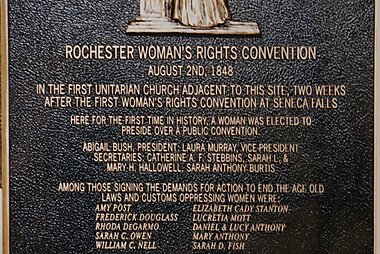 ROCHESTER WOMAN'S RIGHTS CONVENTION
AUGUST 2ND, 1848
IN THE FIRST UNITARIAN CHURCH ADJACENT TO THIS SITE, TWO WEEKS
AFTER THE FIRST WOMAN'S RIGHTS CONVENTION AT SENECA FALLS.
HERE FOR THE FIRST TIME IN HISTORY, A WOMAN WAS ELECTED TO
PRESIDE OVER A PUBLIC CONVENTION.
ABIGAIL BUSH, PRESIDENT: LAURA MURRAY, VICE-PRESIDENT
SECRETARIES: CATHERINE A. F. STEBBINS, SARAH L. &
MARY H. HALLOWELL, SARAH ANTHONY BURTIS
AMONG THOSE SIGNING THE DEMANDS FOR ACTION TO END THE AGE OLD
LAWS AND CUSTOMS OPPRESSING WOMEN WERE:
AMY POST ELIZABETH CADY STANTON
FREDERICK DOUGLASS LUCRETIA MOTT
RHODA DEGARMO DANIEL & LUCY ANTHONY
SARAH C. OWEN MARY ANTHONY
WILLIAM C. NELL SARAH D. FISH